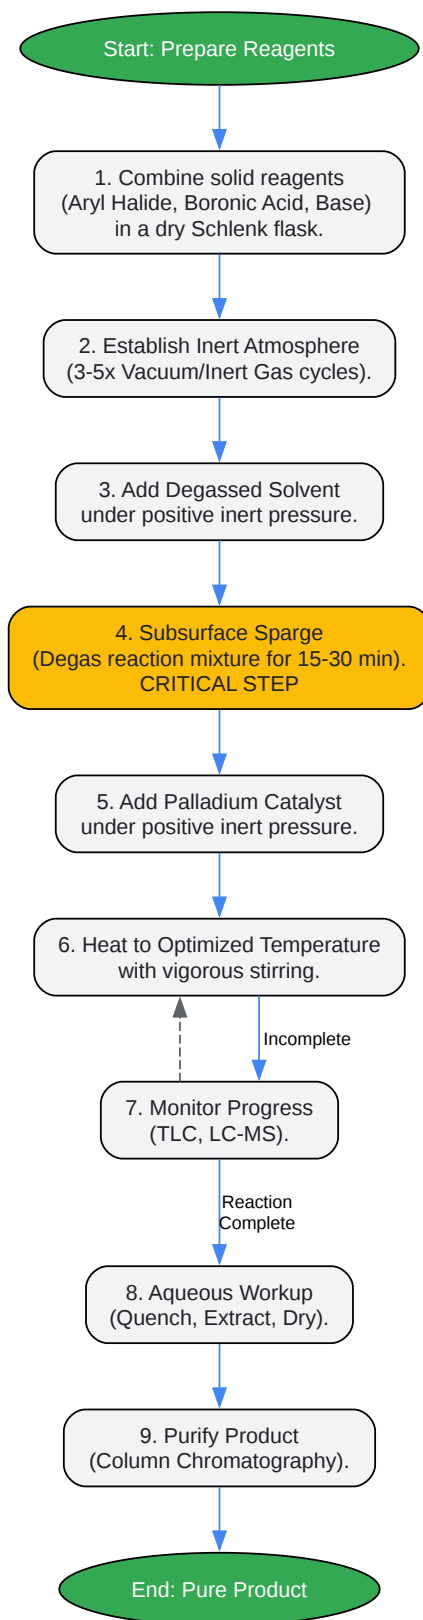 Start: Prepare Reagents
1. Combine solid reagents
(Aryl Halide, Boronic Acid, Base)
in a dry Schlenk flask.
2. Establish Inert Atmosphere
(3-5x Vacuum/Inert Gas cycles).
3. Add Degassed Solvent
under positive inert pressure.
4. Subsurface Sparge
(Degas reaction mixture for 15-30 min).
CRITICAL STEP
5. Add Palladium Catalyst
under positive inert pressure.
6. Heat to Optimized Temperature
with vigorous stirring.
Incomplete
7. Monitor Progress
(TLC, LC-MS).
Reaction
Complete
8. Aqueous Workup
(Quench, Extract, Dry).
9. Purify Product
(Column Chromatography).
End: Pure Product